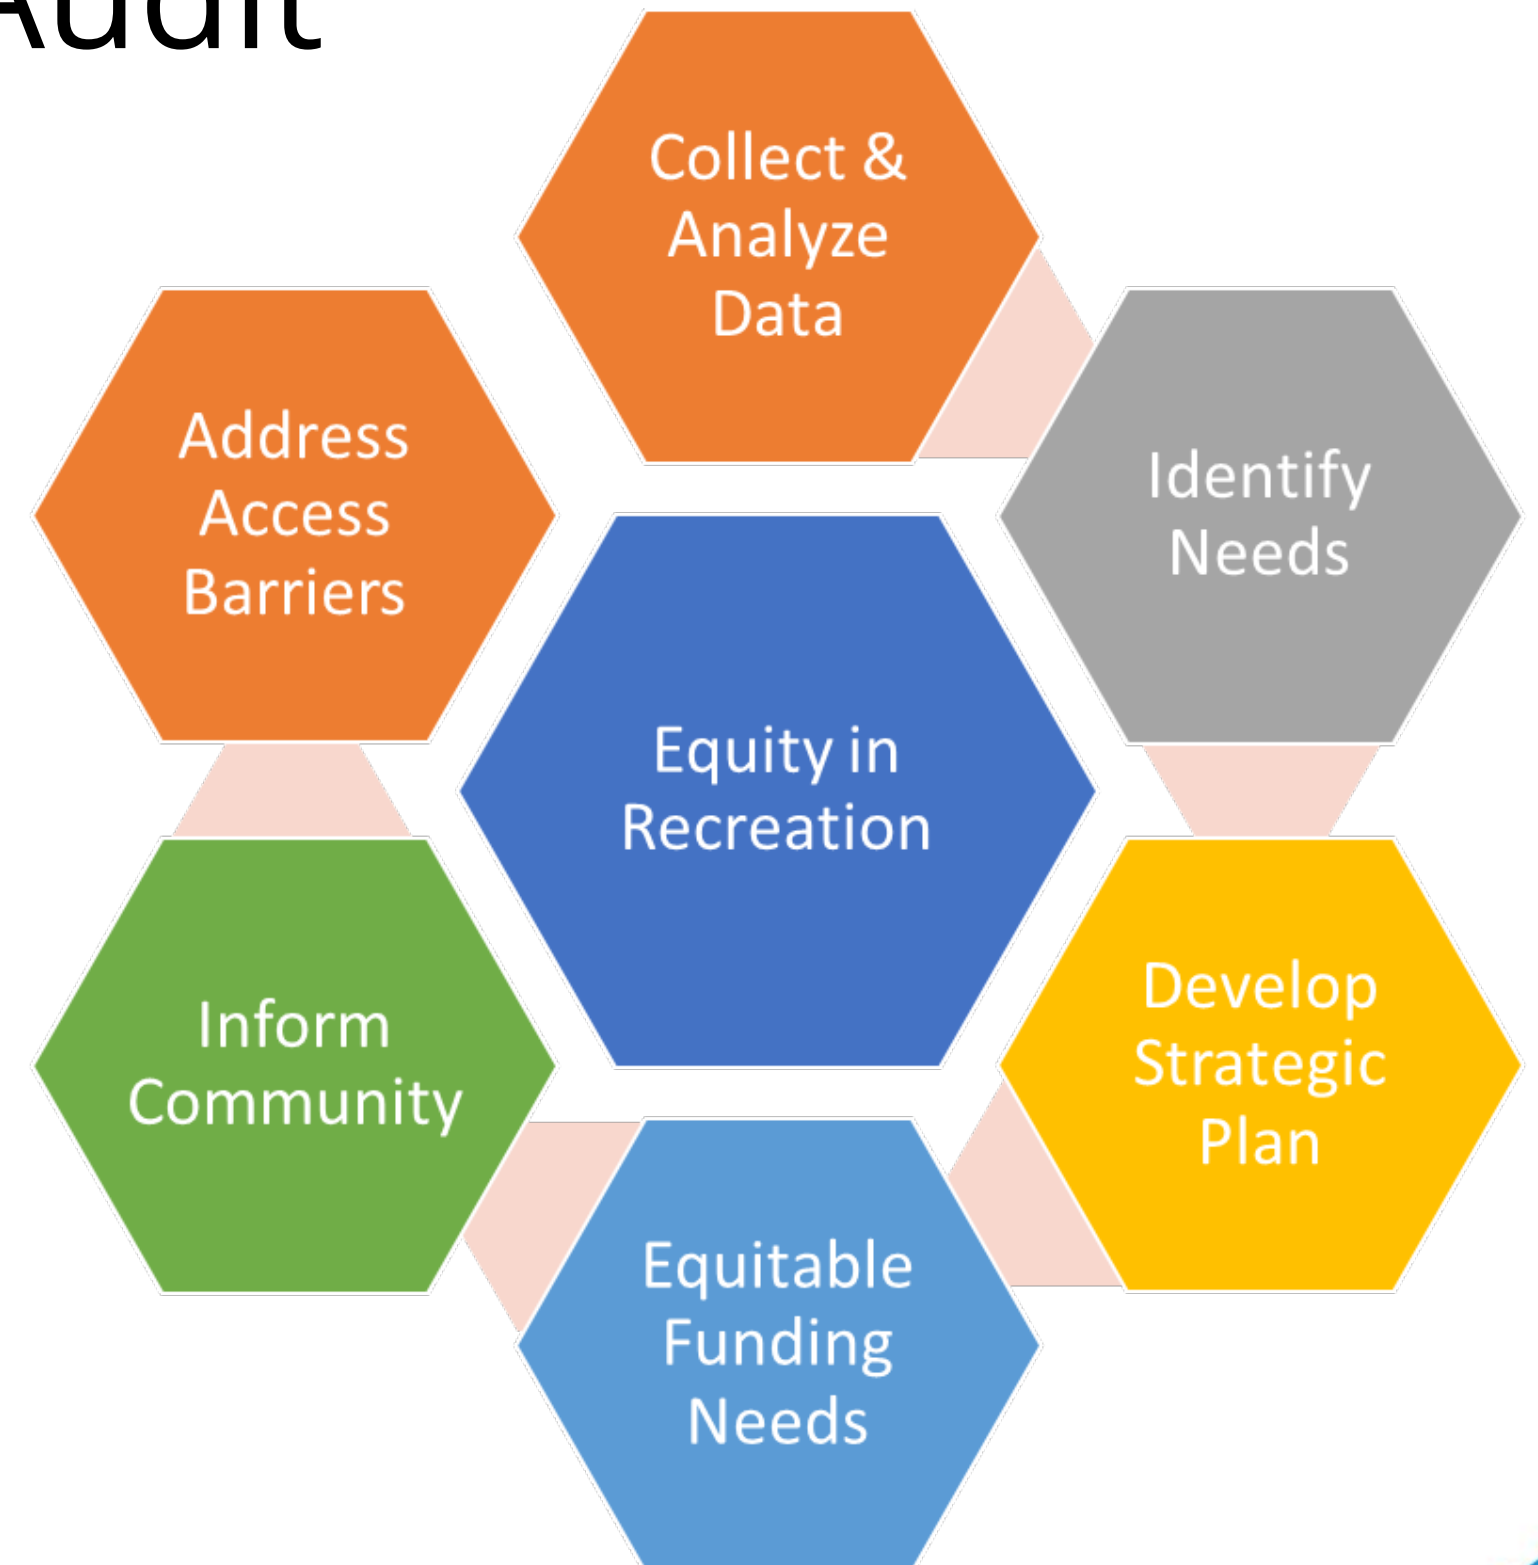 Audit
Collect &
Analyze
Data
Address
Access
Barriers
Identify
Needs
Equity in
Recreation
Inform
Community
Develop
Strategic
Plan
Equitable
Funding
Needs